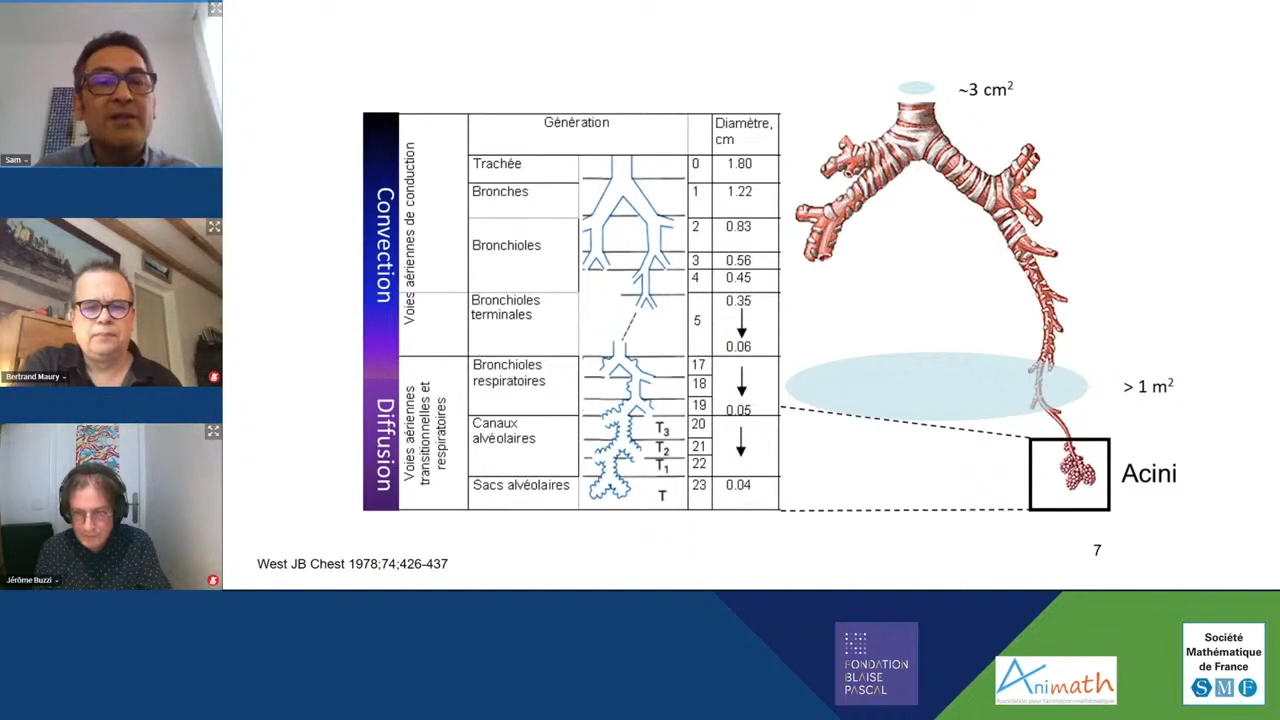 Sam
Bertrand Maury
Jérôme Buzzi
Convection
Diffusion
Voies aériennes de conduction
Voies aériennes
transitionnelles et
respiratoires
Génération
Diamètre,
cm
Trachée
0
1.80
Bronches
1
1.22
Bronchioles
2
0.83
3
0.56
4
0.45
Bronchioles
terminales
5
0.35
0.06
Bronchioles
respiratoires
17
18
19
0.05
Canaux
alvéolaires
T3
20
T2
21
T1
22
Sacs alvéolaires
T
23
0.04
~3 cm²
> 1 m²
Acini
7
West JB Chest 1978;74;426-437
FONDATION
BLAISE
PASCAL
Animath
Association pour l'animation mathématique
Société
Mathématique
de France
S M F